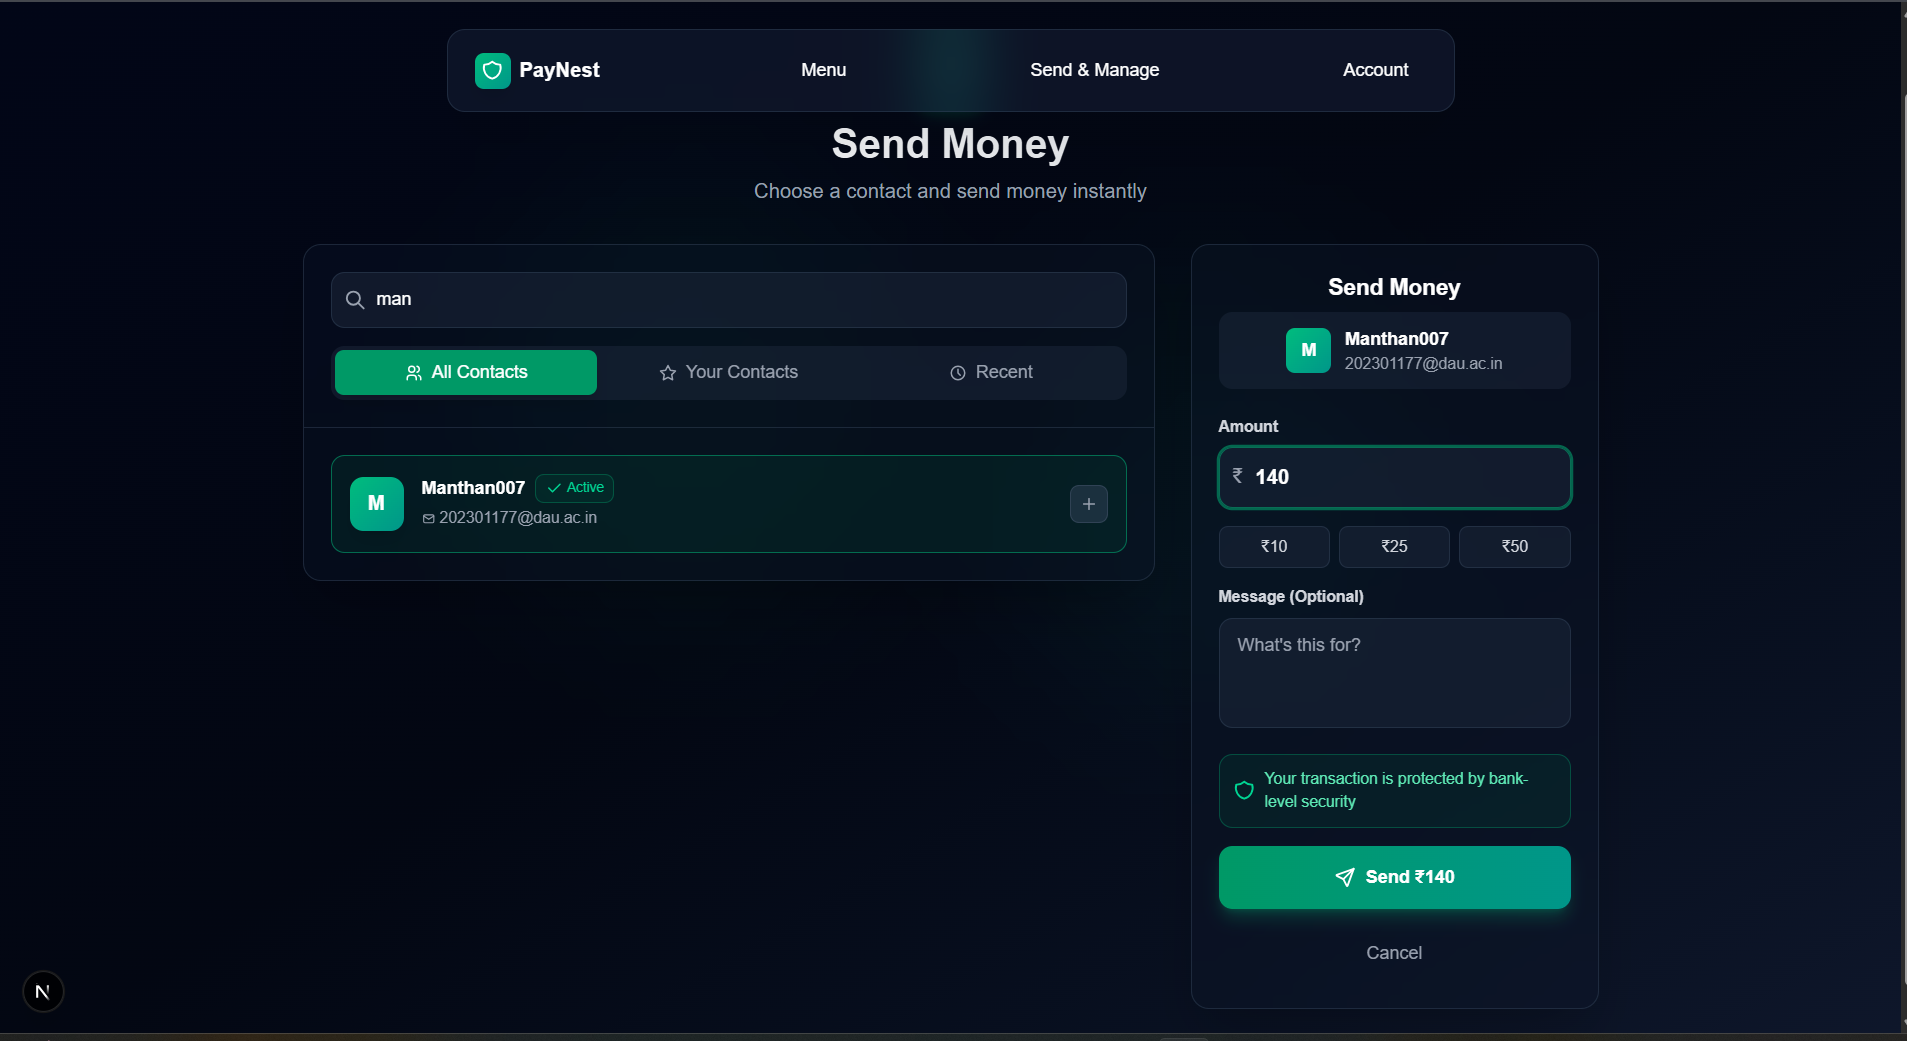 PayNest
Menu
Send & Manage
Account
Send Money
Choose a contact and send money instantly
man
All Contacts
Your Contacts
Recent
M
Manthan007
Active
202301177@dau.ac.in
Send Money
M
Manthan007
202301177@dau.ac.in
Amount
₹ 140
₹10
₹25
₹50
Message (Optional)
What's this for?
Your transaction is protected by bank-
level security
Send ₹140
Cancel
N